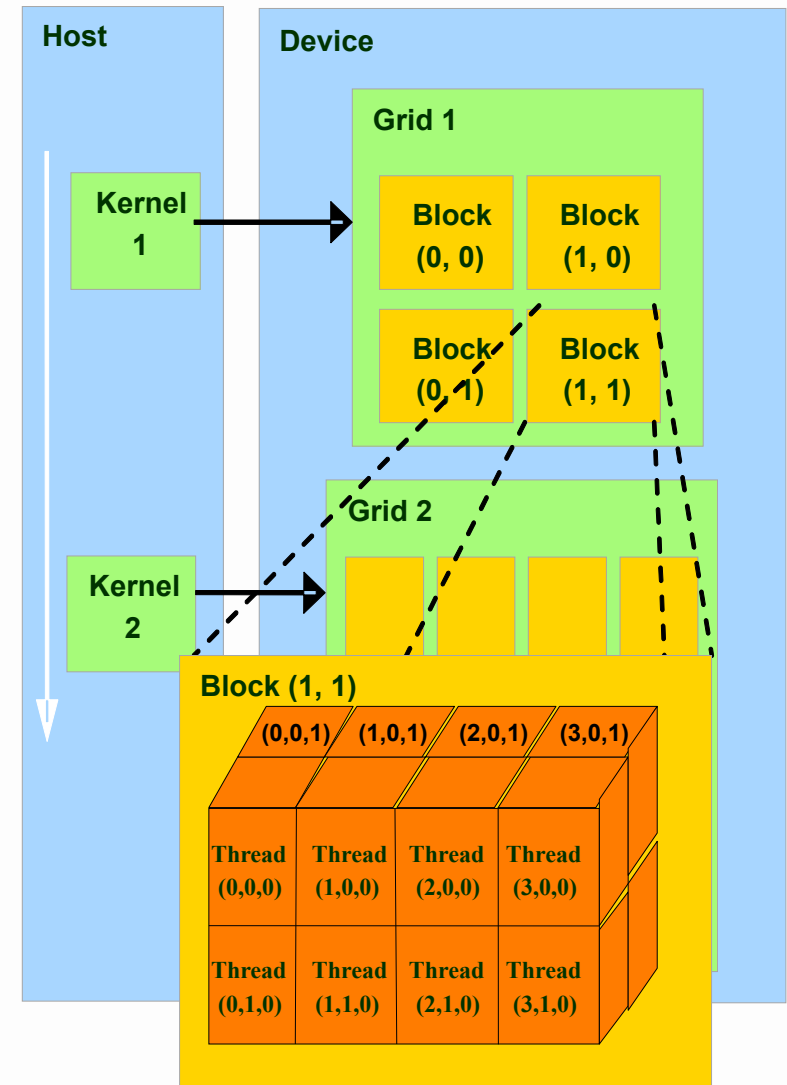 Host
Device
Grid 1
Kernel
1
Block
(0, 0)
Block
(1, 0)
Block
(0, 1)
Block
(1, 1)
Grid 2
Kernel
2
Block (1, 1)
(0,0,1)
(1,0,1)
(2,0,1)
(3,0,1)
Thread
(0,0,0)
Thread
(1,0,0)
Thread
(2,0,0)
Thread
(3,0,0)
Thread
(0,1,0)
Thread
(1,1,0)
Thread
(2,1,0)
Thread
(3,1,0)